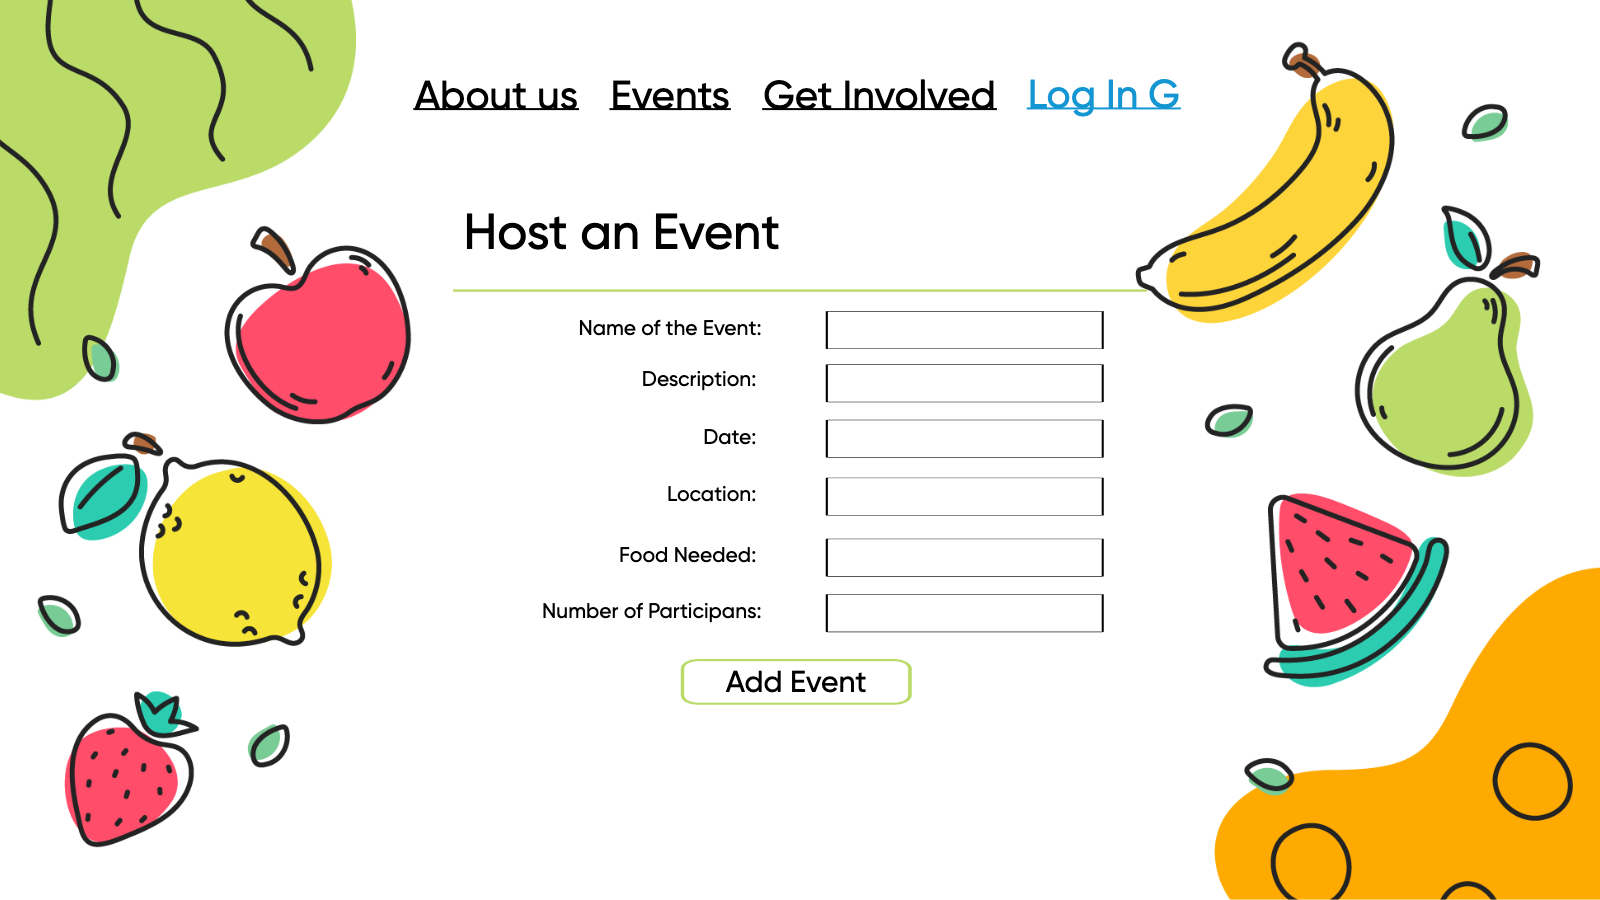 About us Events Get Involved Log In G
Host an Event
Name of the Event:
Description:
Date:
Location:
Food Needed:
Number of Participans:
Add Event